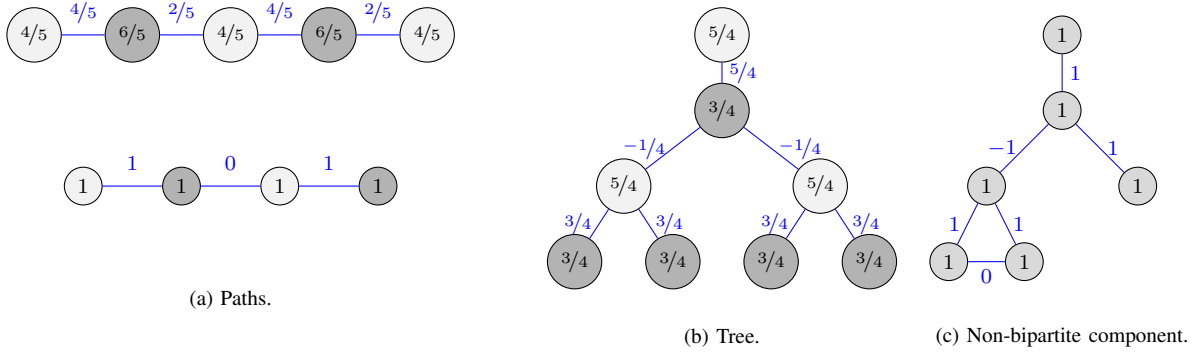 4/5 2/5 4/5 2/5
4/5 6/5 4/5 6/5 4/5
1 0 1
1 1 1 1
(a) Paths.
5/4
5/4
3/4
−1/4 −1/4
5/4 5/4
3/4 3/4 3/4 3/4
3/4 3/4 3/4 3/4
(b) Tree.
1
1
1
−1 1
1 1
1 1
1 1
0
(c) Non-bipartite component.